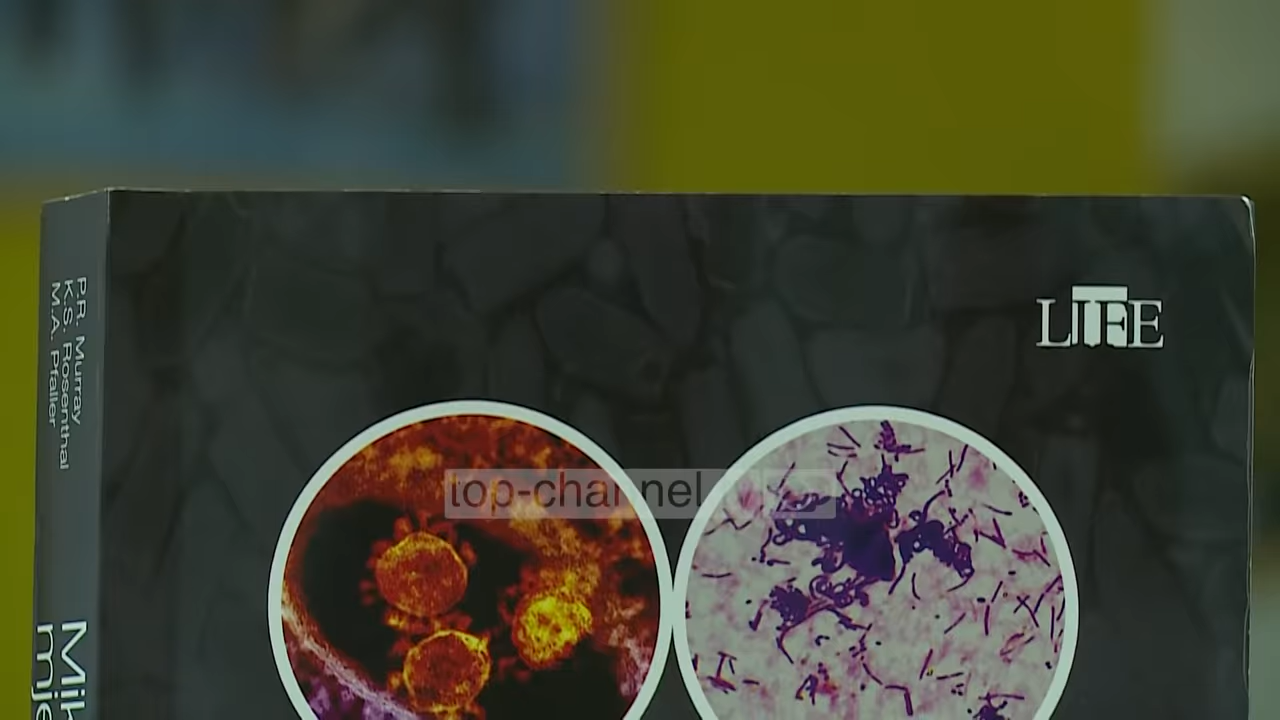 P.R. Murray
K.S. Rosenthal
M.A. Pfaller
LIFE
top-channel